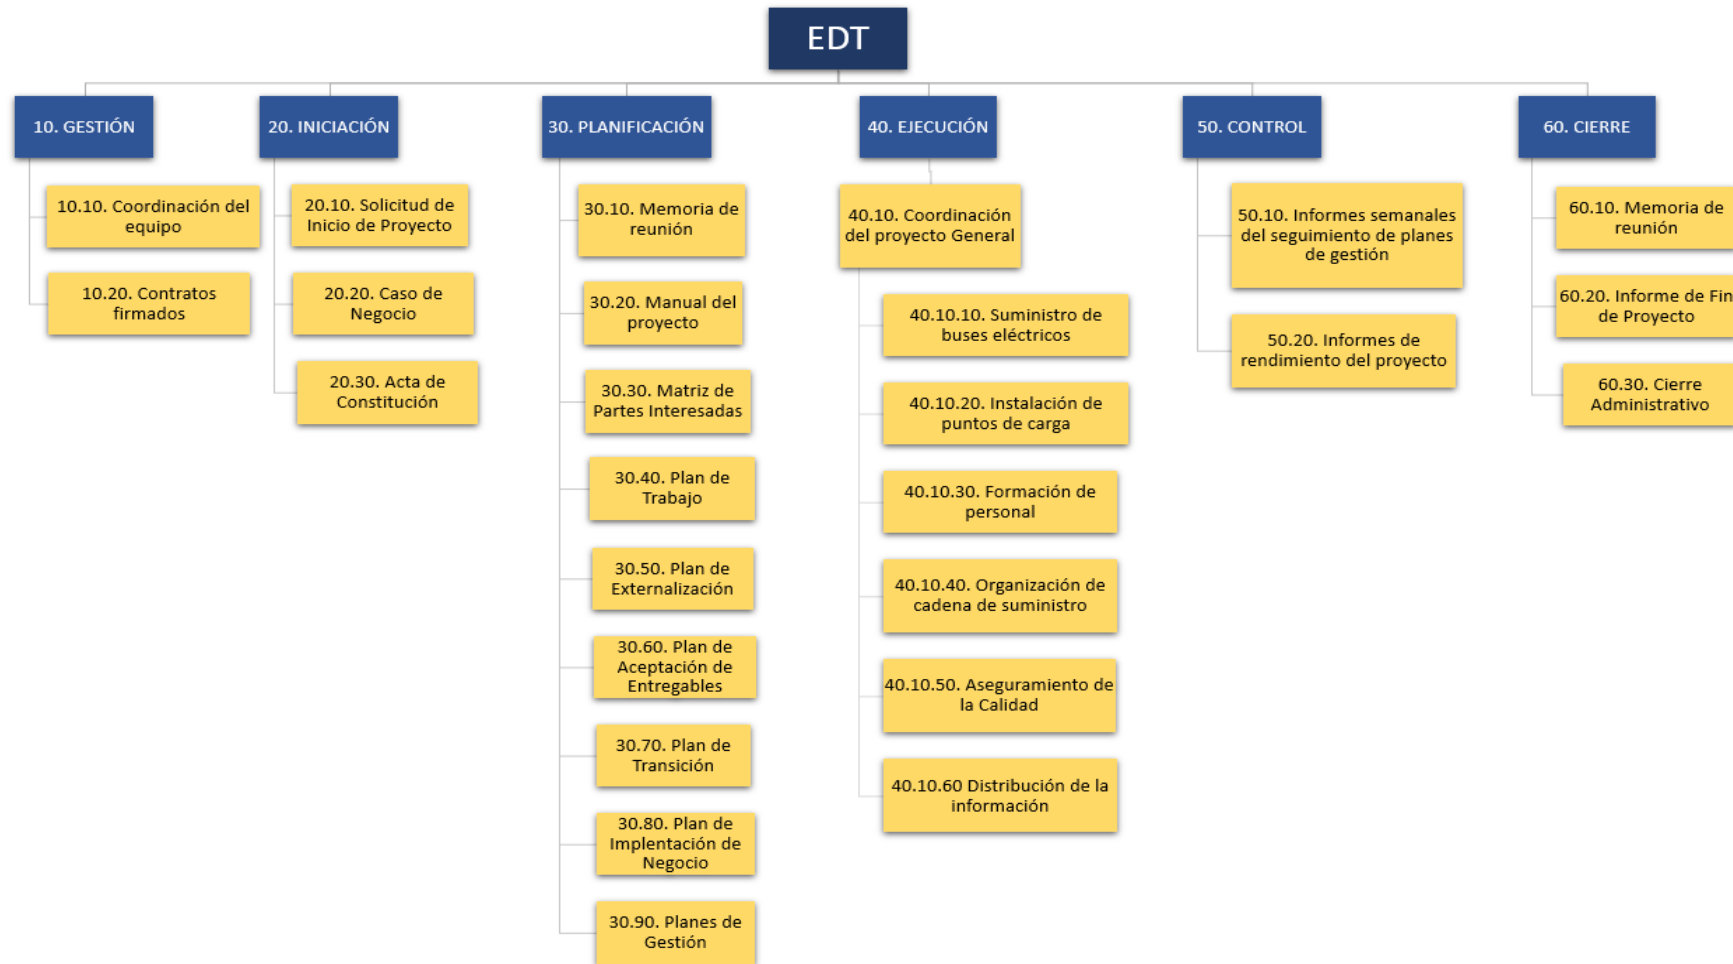 EDT
10. GESTIÓN
10.10. Coordinación del
equipo
10.20. Contratos
firmados
20. INICIACIÓN
20.10. Solicitud de
Inicio de Proyecto
20.20. Caso de
Negocio
20.30. Acta de
Constitución
30. PLANIFICACIÓN
30.10. Memoria de
reunión
30.20. Manual del
proyecto
30.30. Matriz de
Partes Interesadas
30.40. Plan de
Trabajo
30.50. Plan de
Externalización
30.60. Plan de
Aceptación de
Entregables
30.70. Plan de
Transición
30.80. Plan de
Implentación de
Negocio
30.90. Planes de
Gestión
40. EJECUCIÓN
40.10. Coordinación
del proyecto General
40.10.10. Suministro de
buses eléctricos
40.10.20. Instalación de
puntos de carga
40.10.30. Formación de
personal
40.10.40. Organización de
cadena de suministro
40.10.50. Aseguramiento de
la Calidad
40.10.60 Distribución de la
información
50. CONTROL
50.10. Informes semanales
del seguimiento de planes
de gestión
50.20. Informes de
rendimiento del proyecto
60. CIERRE
60.10. Memoria de
reunión
60.20. Informe de Fin
de Proyecto
60.30. Cierre
Administrativo